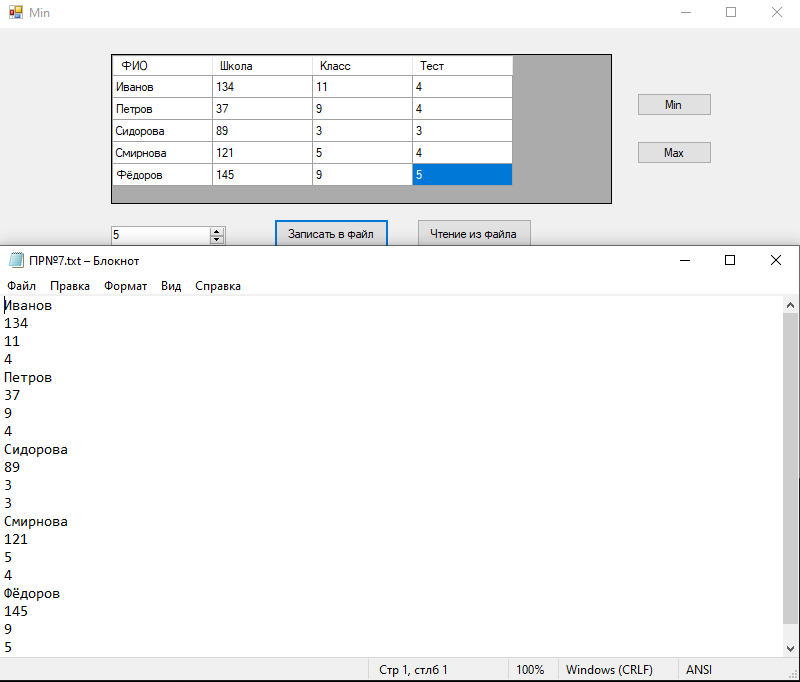 Min
ФИО Школа Класс Тест
Иванов 134 11 4
Min
Петров 37 9 4
Сидорова 89 3 3
Смирнова 121 5 4
Max
Фёдоров 145 9 5
5 Записать в файл Чтение из файла
ПР№7.txt – Блокнот
Файл Правка Формат Вид Справка
Иванов
134
11
4
Петров
37
9
4
Сидорова
89
3
3
Смирнова
121
5
4
Фёдоров
145
9
5
Стр 1, стлб 1 100% Windows (CRLF) ANSI